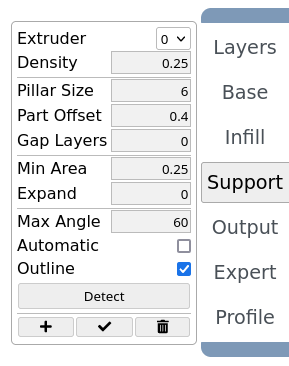 Extruder 0
Density 0.25
Pillar Size 6
Part Offset 0.4
Gap Layers 0
Min Area 0.25
Expand 0
Max Angle 60
Automatic
Outline
Detect
Layers
Base
Infill
Support
Output
Expert
Profile